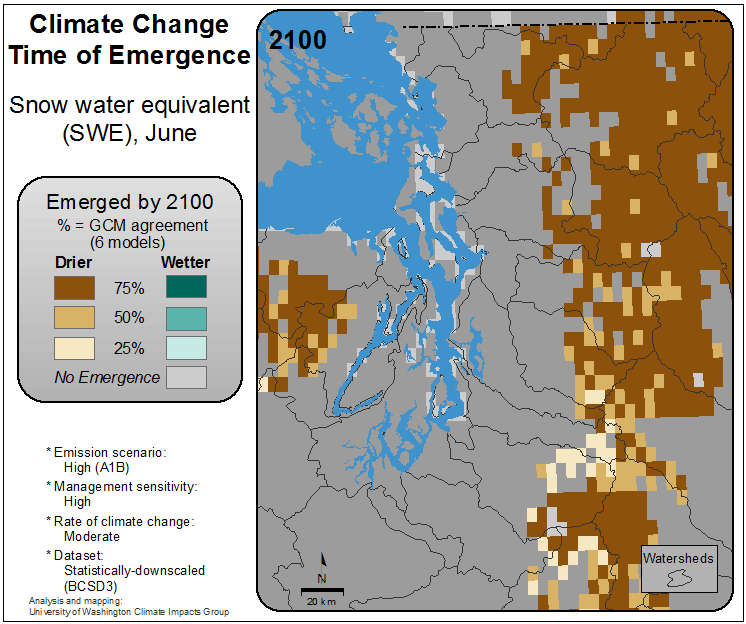 Climate Change
Time of Emergence
Snow water equivalent
(SWE), June
Emerged by 2100
% = GCM agreement
(6 models)
Drier Wetter
75%
50%
25%
No Emergence
* Emission scenario:
High (A1B)
* Management sensitivity:
High
* Rate of climate change:
Moderate
* Dataset:
Statistically-downscaled
(BCSD3)
Analysis and mapping:
University of Washington Climate Impacts Group
2100
N
20 km
Watersheds